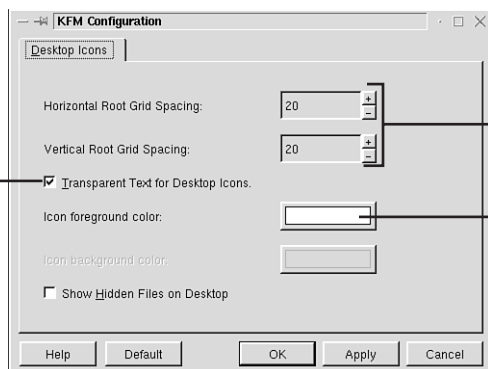 KFM Configuration
Desktop Icons
Horizontal Root Grid Spacing: 20
Vertical Root Grid Spacing: 20
Transparent Text for Desktop Icons.
Icon foreground color:
Icon background color:
Show Hidden Files on Desktop
Help Default OK Apply Cancel